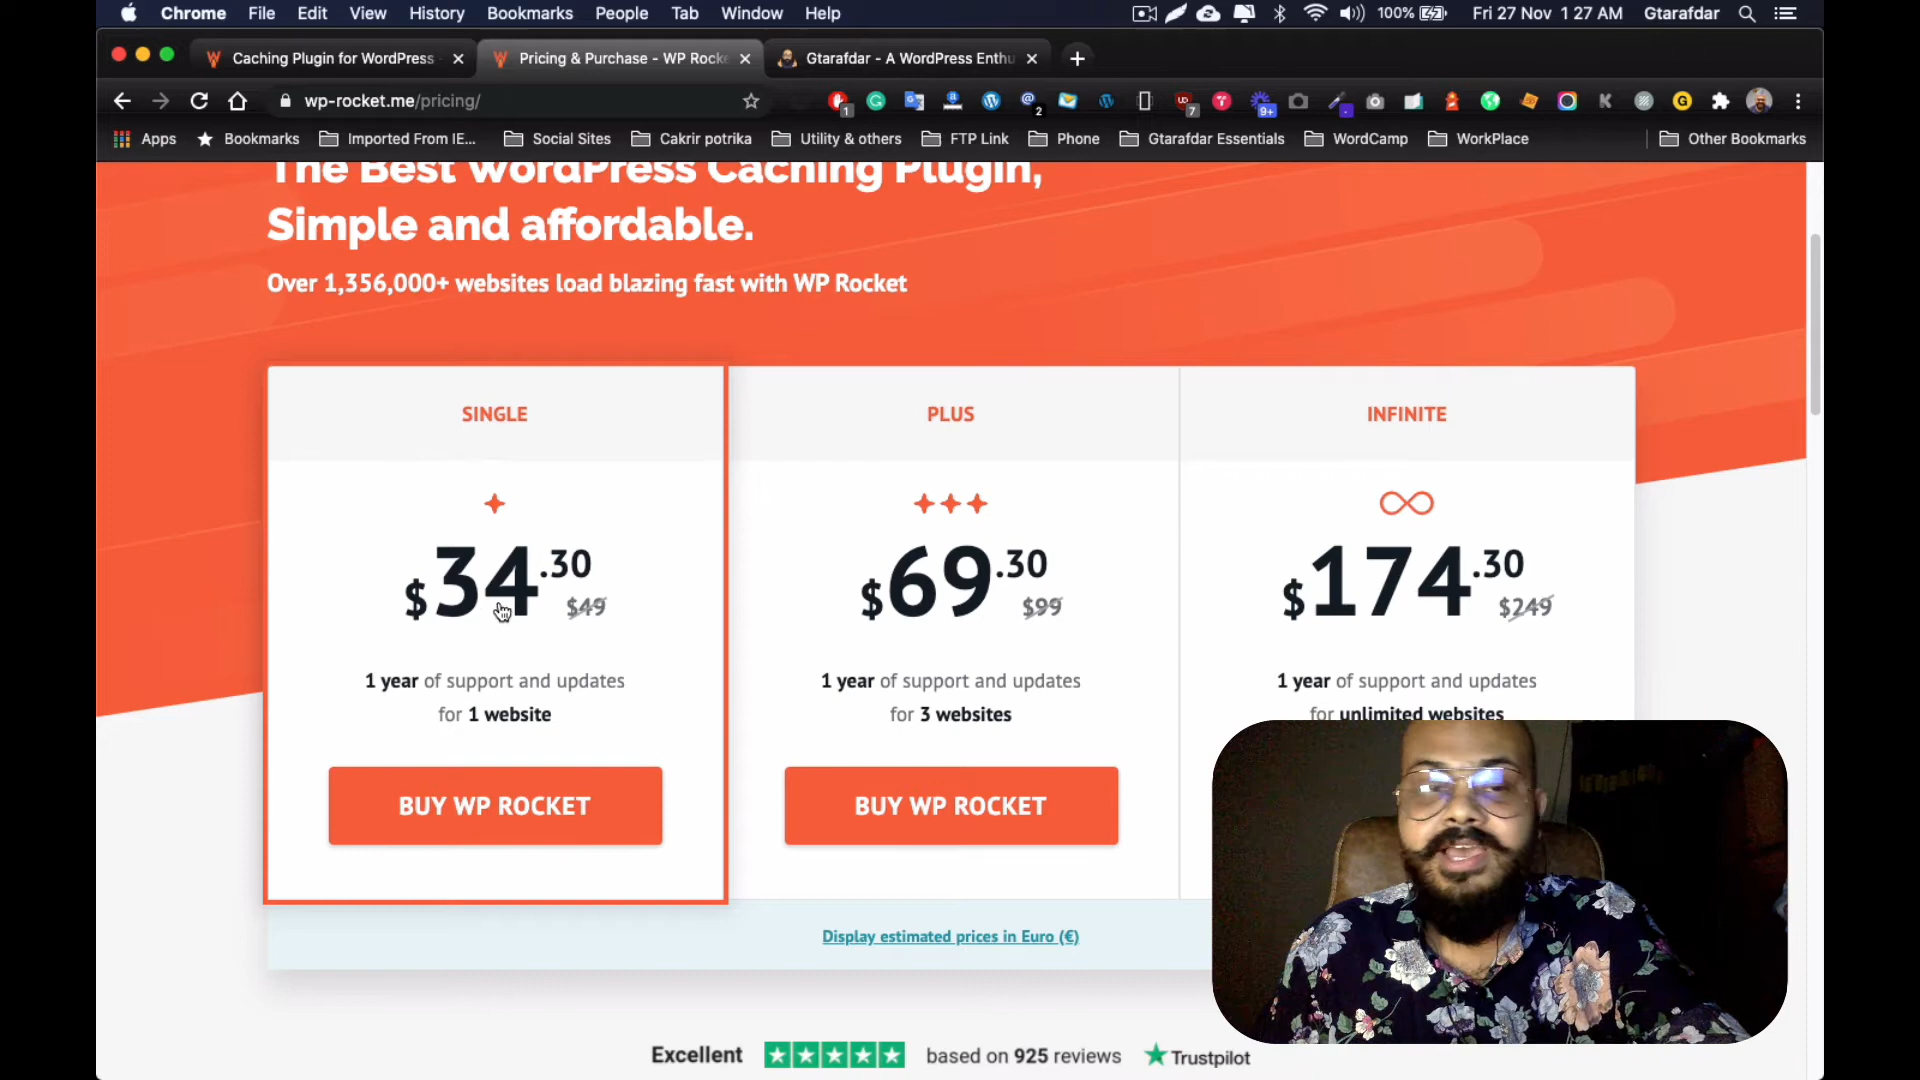 Chrome File Edit View History Bookmarks People Tab Window Help 100% Fri 27 Nov 1 27 AM Gtarafdar
Caching Plugin for WordPress Pricing & Purchase - WP Rocke Gtarafdar - A WordPress Enthu
wp-rocket.me/pricing/
Apps Bookmarks Imported From IE... Social Sites Cakrir potrika Utility & others FTP Link Phone Gtarafdar Essentials WordCamp WorkPlace Other Bookmarks
The Best WordPress Caching Plugin,
Simple and affordable.
Over 1,356,000+ websites load blazing fast with WP Rocket
SINGLE
$34.30
$49
1 year of support and updates
for 1 website
BUY WP ROCKET
PLUS
$69.30
$99
1 year of support and updates
for 3 websites
BUY WP ROCKET
INFINITE
$174.30
$249
1 year of support and updates
for unlimited websites
Display estimated prices in Euro (€)
Excellent based on 925 reviews Trustpilot